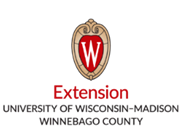 W
Extension
UNIVERSITY OF WISCONSIN–MADISON
WINNEBAGO COUNTY